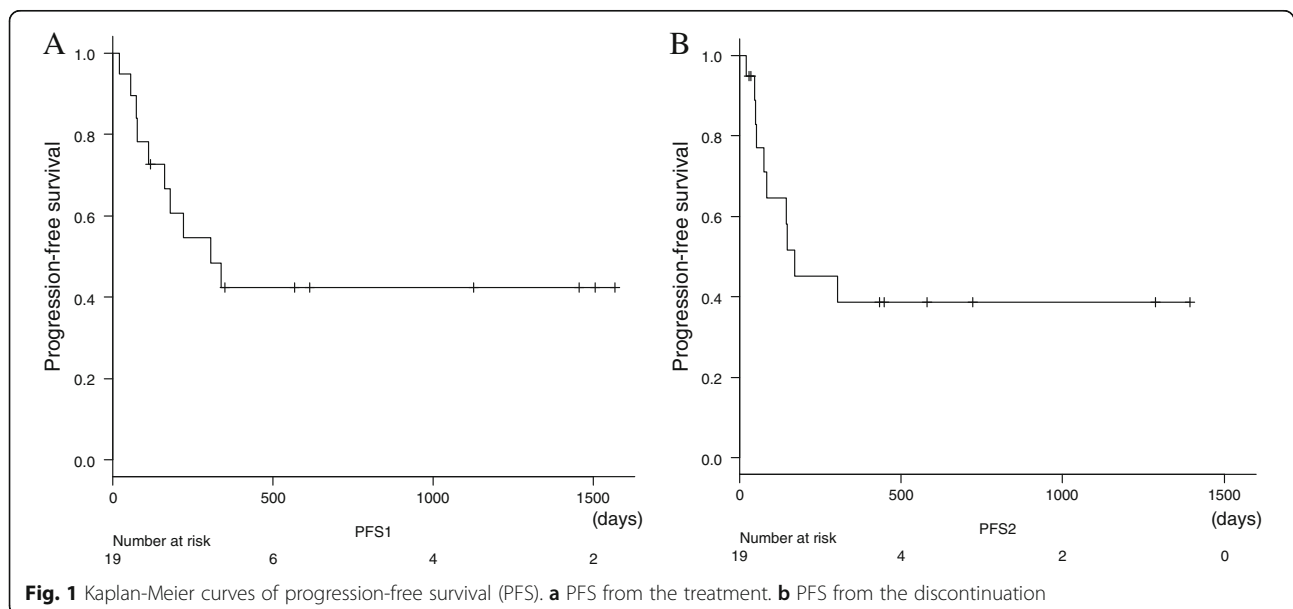 A
Progression-free survival
1.0
0.8
0.6
0.4
0.2
0.0
0 500 1000 1500
(days)
PFS1
Number at risk
19 6 4 2
B
Progression-free survival
1.0
0.8
0.6
0.4
0.2
0.0
0 500 1000 1500
(days)
PFS2
Number at risk
19 4 2 0
Fig. 1 Kaplan-Meier curves of progression-free survival (PFS). a PFS from the treatment. b PFS from the discontinuation